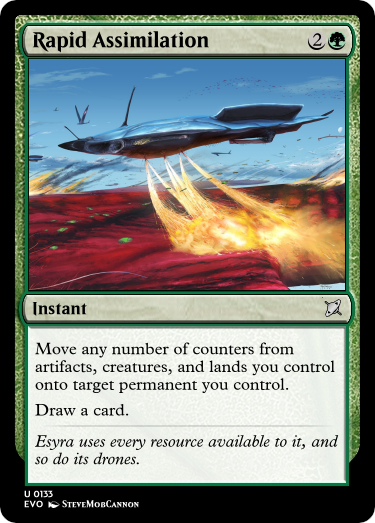 Rapid Assimilation 2
Instant
Move any number of counters from
artifacts, creatures, and lands you control
onto target permanent you control.
Draw a card.
Esyra uses every resource available to it, and
so do its drones.
U 0133
EVO SteveMobCannon